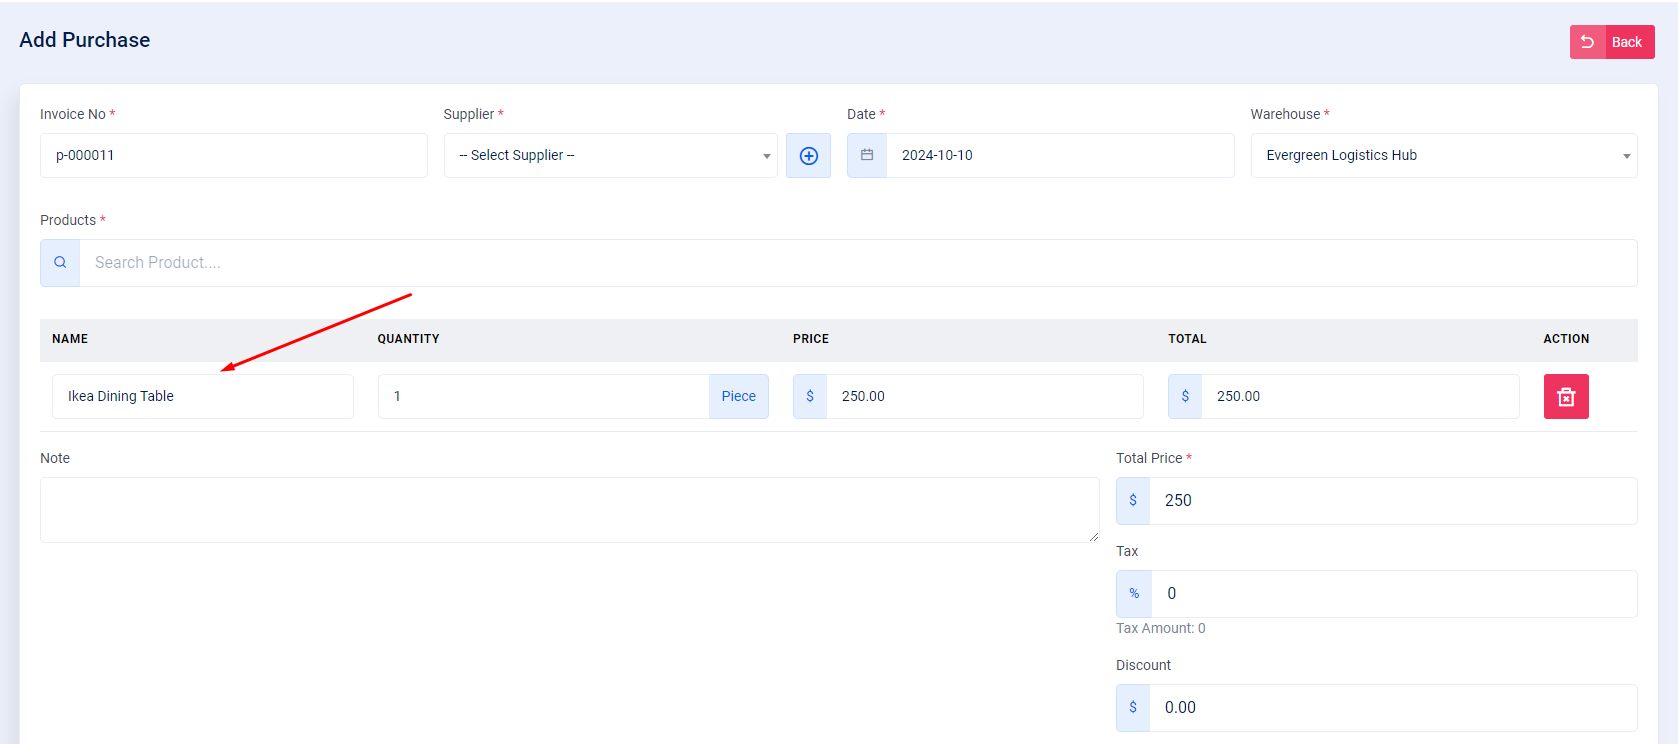 Add Purchase
Back
Invoice No *
Supplier *
Date *
Warehouse *
p-000011
-- Select Supplier --
2024-10-10
Evergreen Logistics Hub
Products *
Search Product....
NAME
QUANTITY
PRICE
TOTAL
ACTION
Ikea Dining Table
1
Piece
$
250.00
$
250.00
Note
Total Price *
$
250
Tax
%
0
Tax Amount: 0
Discount
$
0.00